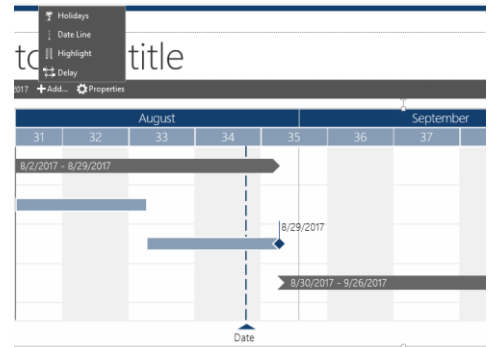 Holidays
Date Line
Highlight
Delay
title
2017 Add... Properties
August September
31 32 33 34 35 36 37
8/2/2017 - 8/29/2017
8/29/2017
8/30/2017 - 9/26/2017
Date